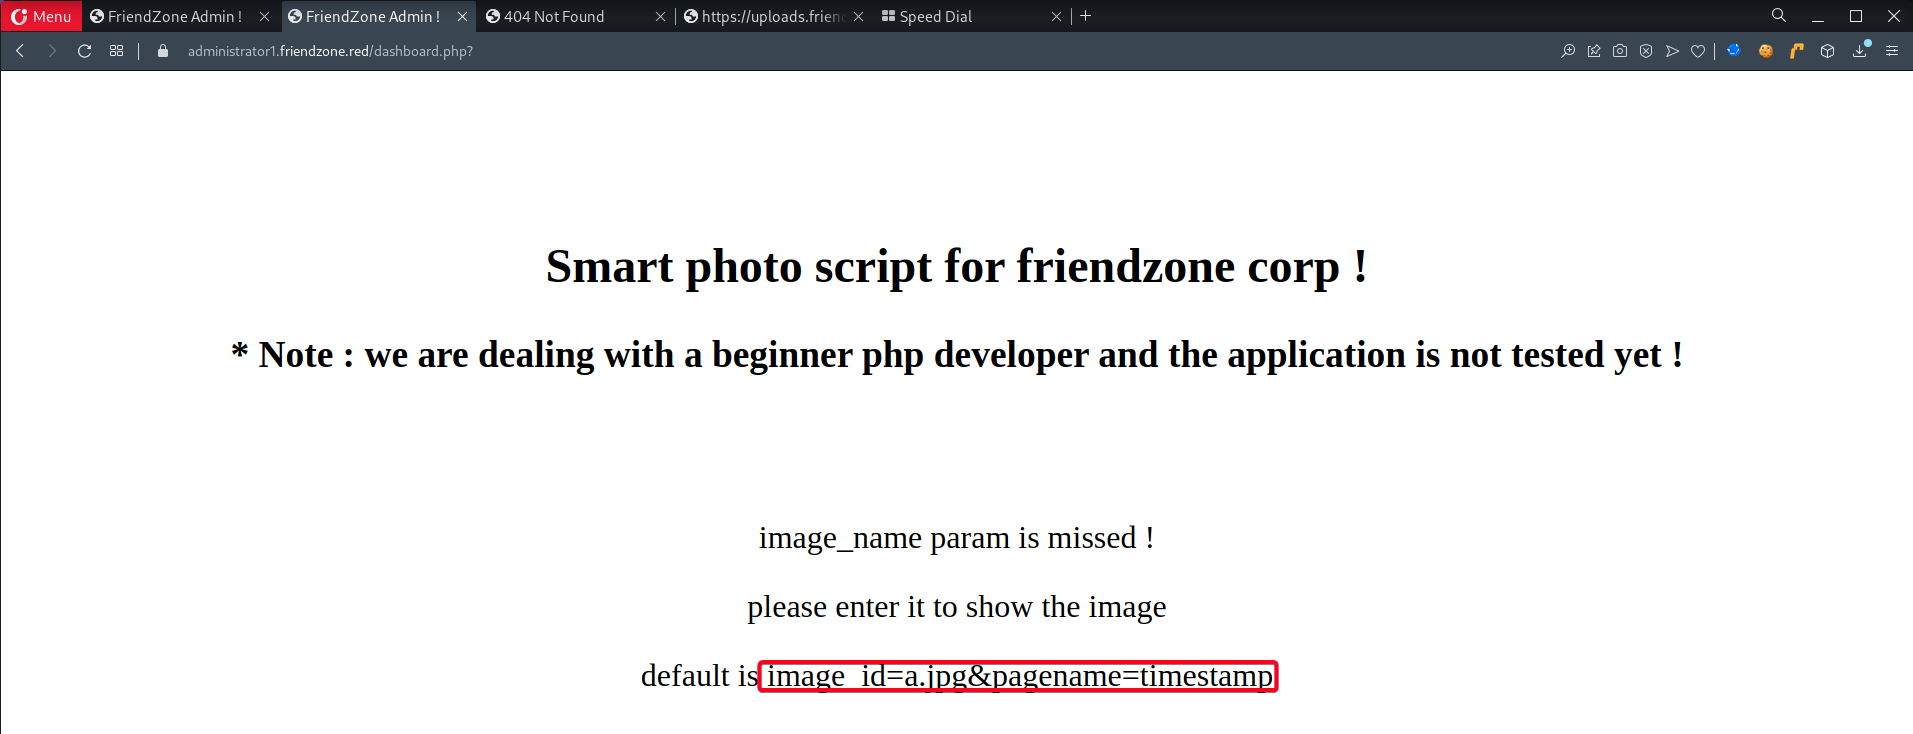 Menu
FriendZone Admin !
FriendZone Admin !
404 Not Found
https://uploads.frien
Speed Dial
administrator1.friendzone.red/dashboard.php?
Smart photo script for friendzone corp !
* Note : we are dealing with a beginner php developer and the application is not tested yet !
image_name param is missed !
please enter it to show the image
default is image_id=a.jpg&pagename=timestamp